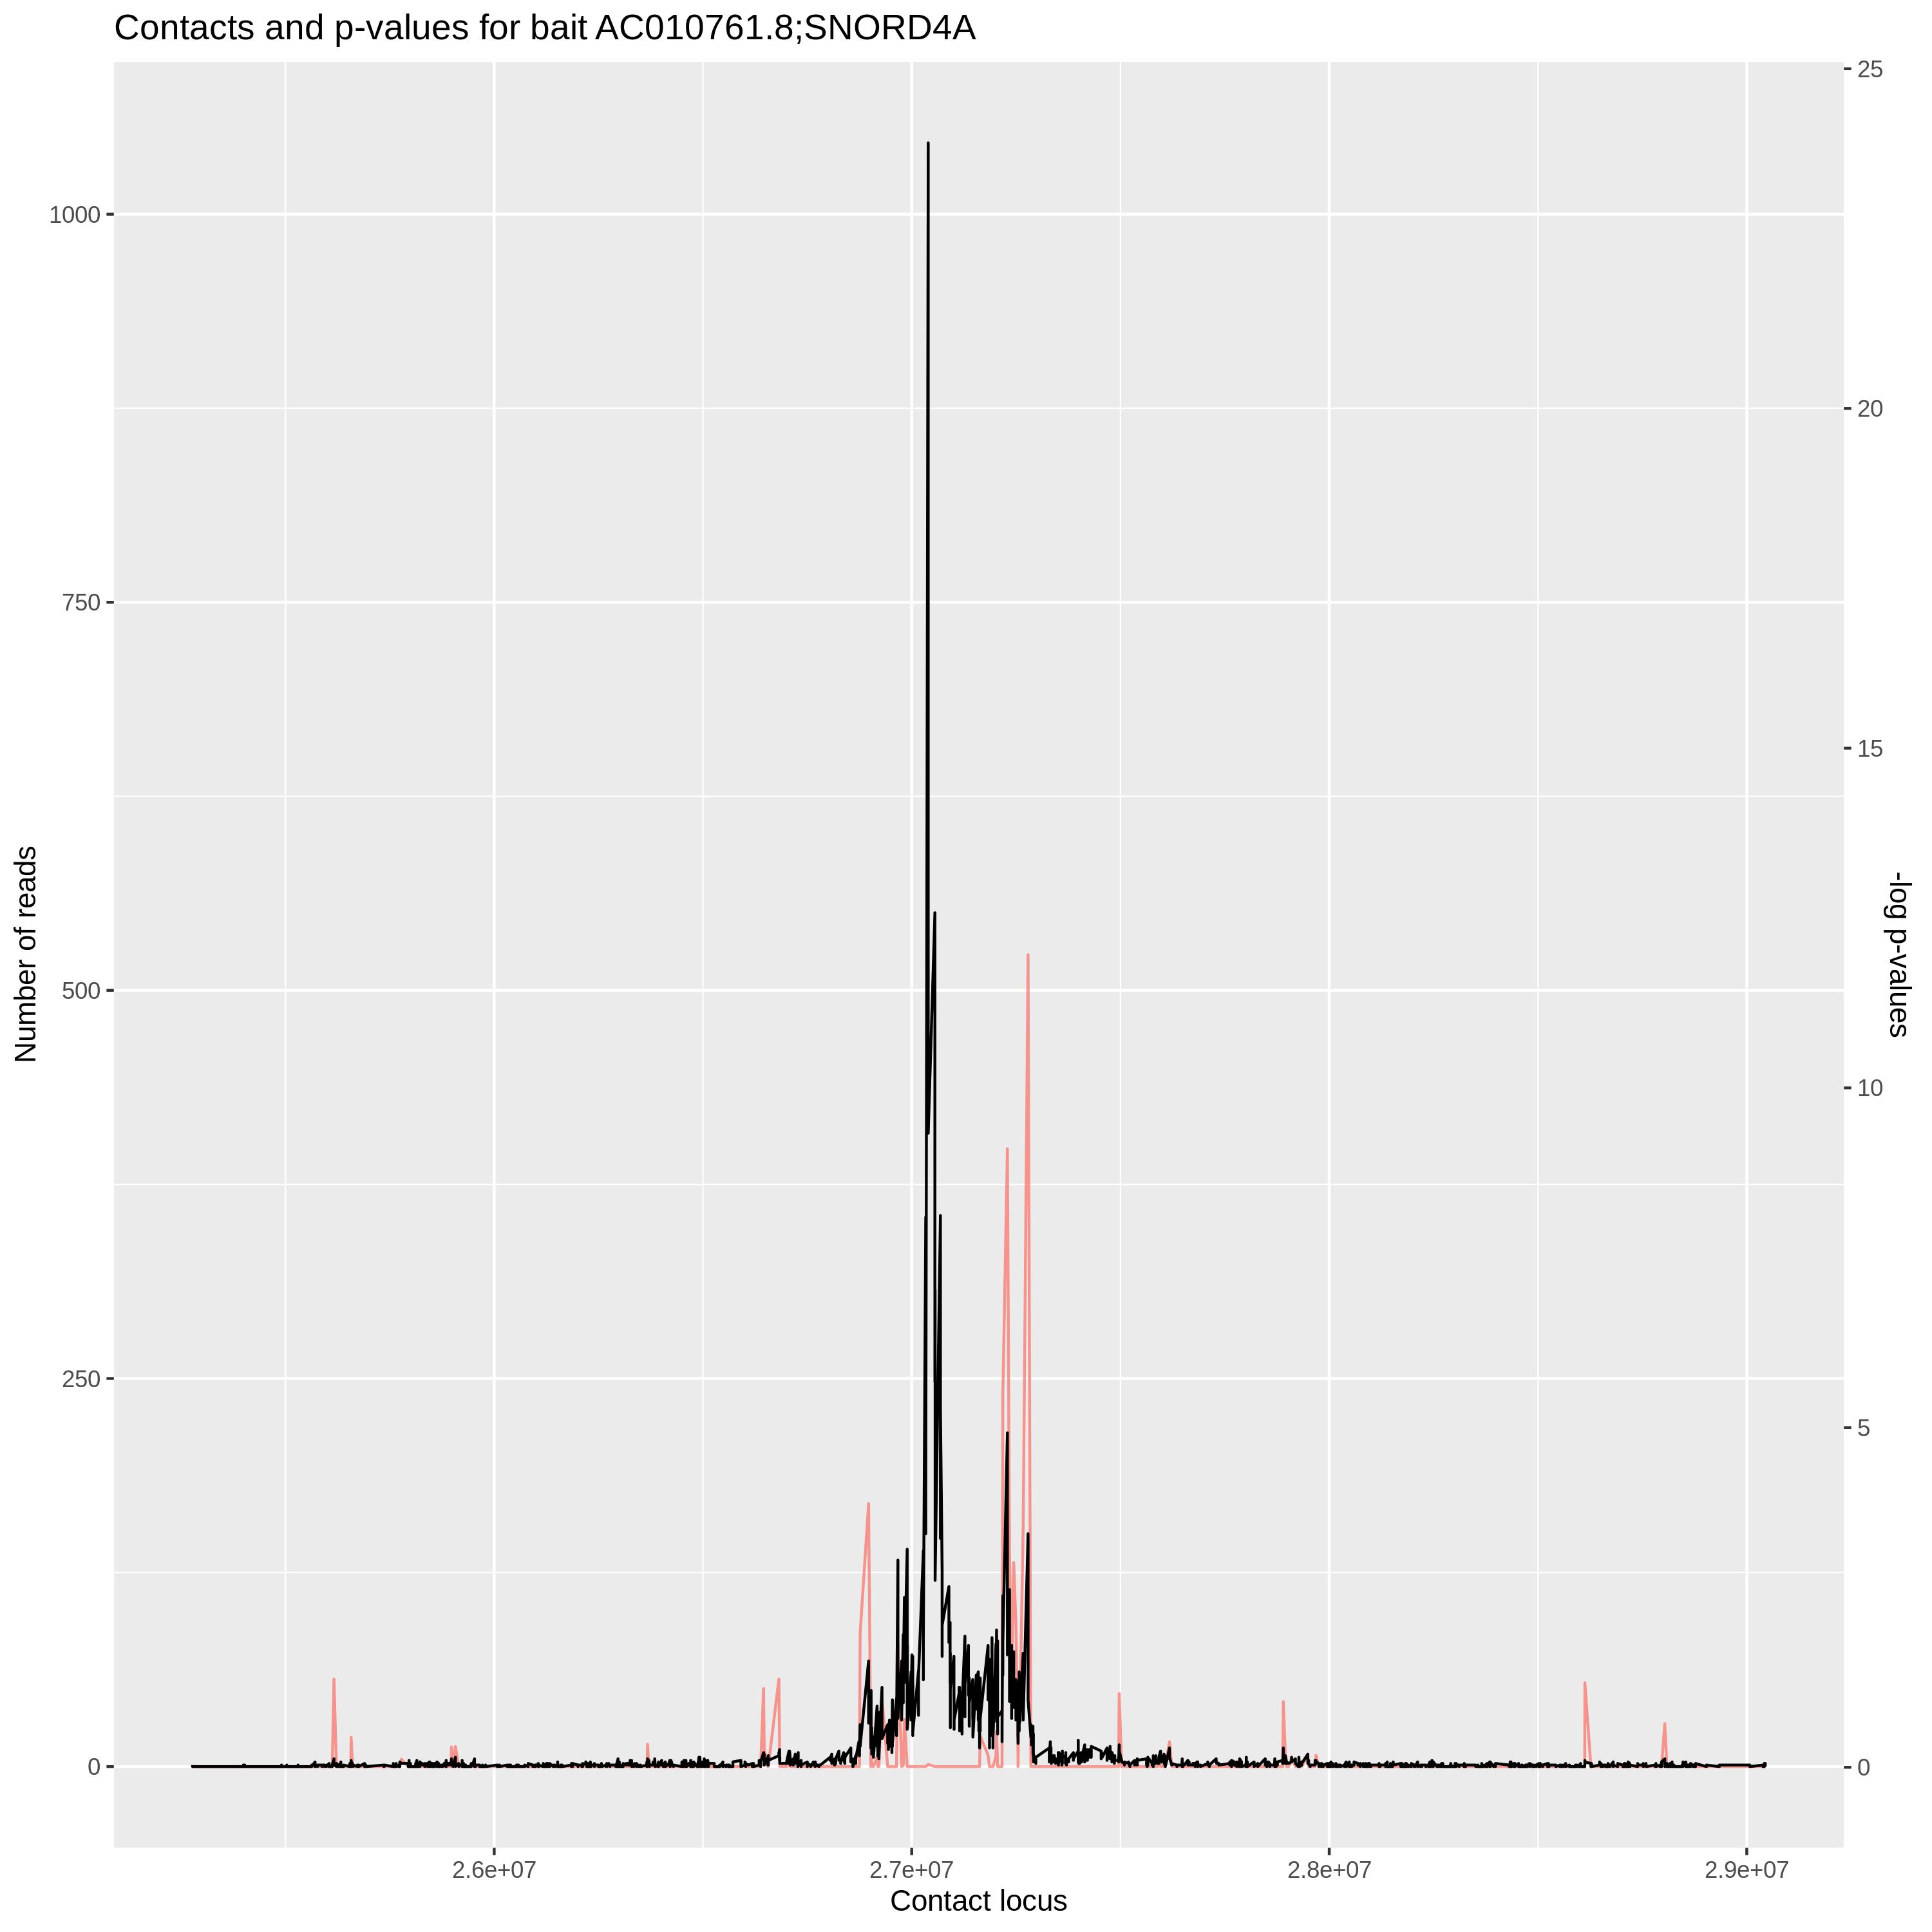 Contacts and p-values for bait AC010761.8;SNORD4A
Number of reads
1000
750
500
250
0
25
20
15
10
5
0
-log p-values
2.6e+07
2.7e+07
2.8e+07
2.9e+07
Contact locus